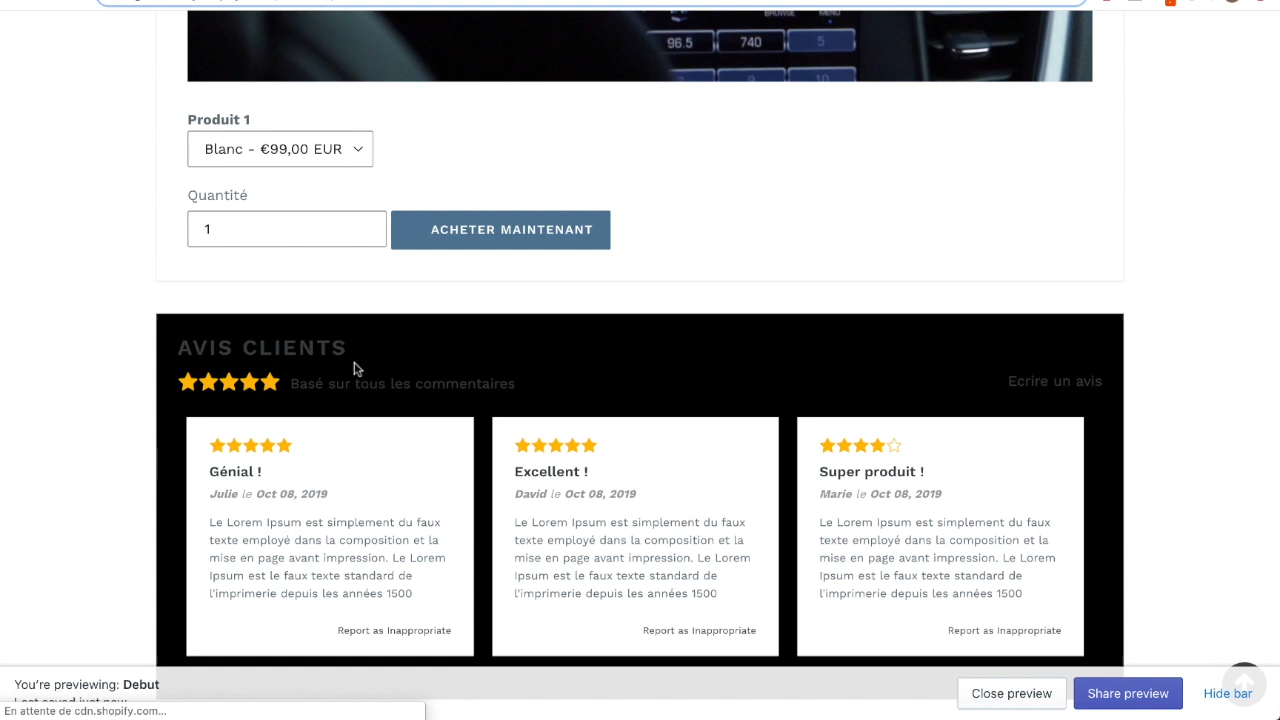 BROWSE MENU
96.5 740 5
9 10
Produit 1
Blanc - €99,00 EUR
Quantité
1 ACHETER MAINTENANT
AVIS CLIENTS
Basé sur tous les commentaires
Ecrire un avis
Génial !
Julie le Oct 08, 2019
Le Lorem Ipsum est simplement du faux
texte employé dans la composition et la
mise en page avant impression. Le Lorem
Ipsum est le faux texte standard de
l'imprimerie depuis les années 1500
Report as Inappropriate
Excellent !
David le Oct 08, 2019
Le Lorem Ipsum est simplement du faux
texte employé dans la composition et la
mise en page avant impression. Le Lorem
Ipsum est le faux texte standard de
l'imprimerie depuis les années 1500
Report as Inappropriate
Super produit !
Marie le Oct 08, 2019
Le Lorem Ipsum est simplement du faux
texte employé dans la composition et la
mise en page avant impression. Le Lorem
Ipsum est le faux texte standard de
l'imprimerie depuis les années 1500
Report as Inappropriate
You're previewing: Debut
Last saved just now
Close preview
Share preview
Hide bar
En attente de cdn.shopify.com...